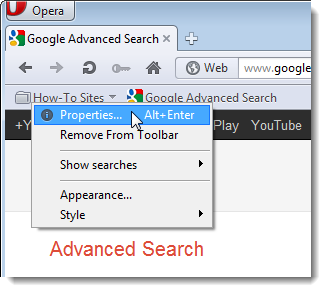 Opera
Google Advanced Search
Web www.google
How-To Sites Google Advanced Search
+Y Play YouTube
Properties... Alt+Enter
Remove From Toolbar
Show searches
Appearance...
Style
Advanced Search